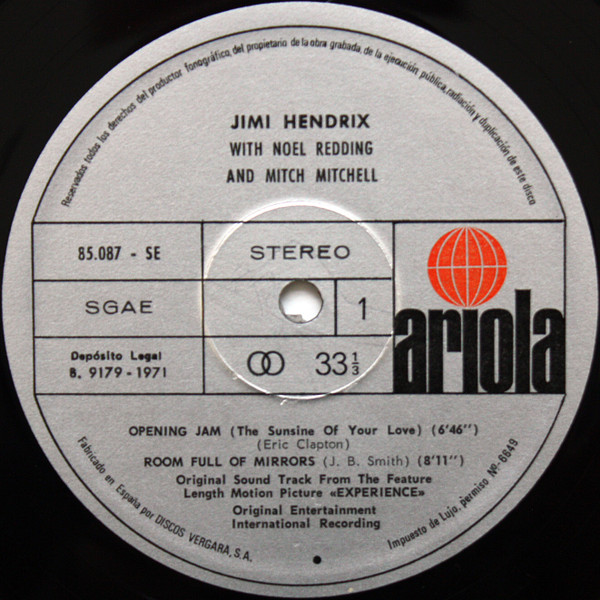 Reservados todos los derechos del productor fonográfico, del propietario de la obra grabada, de la ejecución pública, radiación y duplicación de este disco
JIMI HENDRIX
WITH NOEL REDDING
AND MITCH MITCHELL
85.087 - SE
STEREO
SGAE
1
ariola
Depósito Legal
B. 9179 - 1971
33 1/3
OPENING JAM (The Sunsine Of Your Love) (6'46")
(Eric Clapton)
ROOM FULL OF MIRRORS (J. B. Smith) (8'11")
Original Sound Track From The Feature
Length Motion Picture «EXPERIENCE»
Original Entertainment
International Recording
Fabricado en España por DISCOS VERGARA, S.A.
Impuesto de Lujo, permiso Nº-6649